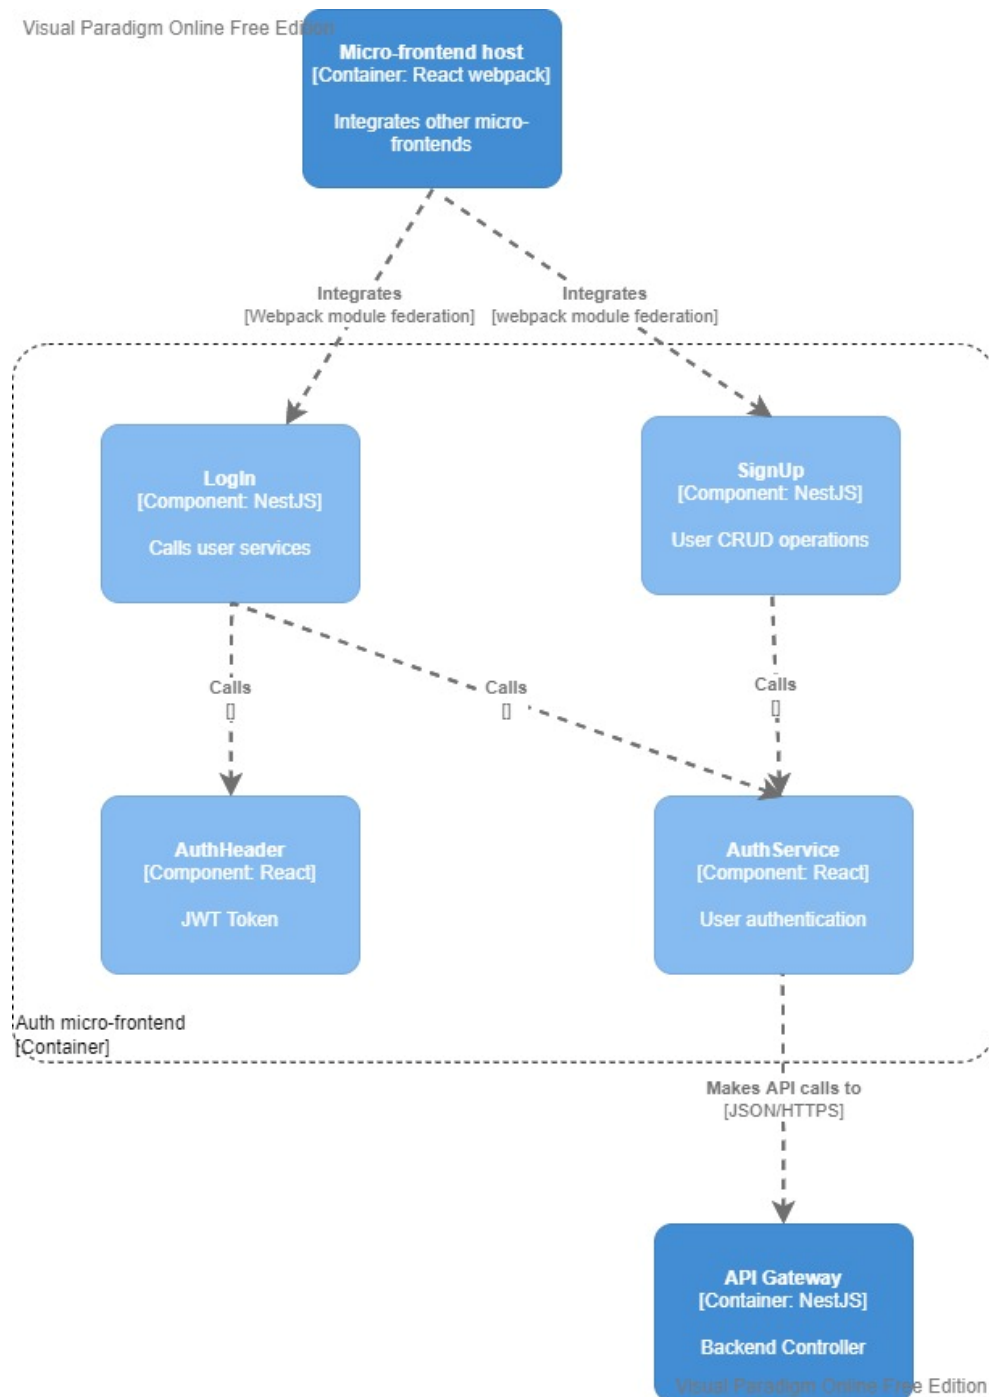 Visual Paradigm Online Free Edition
Micro-frontend host
[Container: React webpack]
Integrates other micro-
frontends
Integrates
[Webpack module federation]
Integrates
[webpack module federation]
LogIn
[Component: NestJS]
Calls user services
SignUp
[Component: NestJS]
User CRUD operations
Calls
[]
Calls
[]
Calls
[]
AuthHeader
[Component: React]
JWT Token
AuthService
[Component: React]
User authentication
Auth micro-frontend
[Container]
Makes API calls to
[JSON/HTTPS]
API Gateway
[Container: NestJS]
Backend Controller
Visual Paradigm Online Free Edition